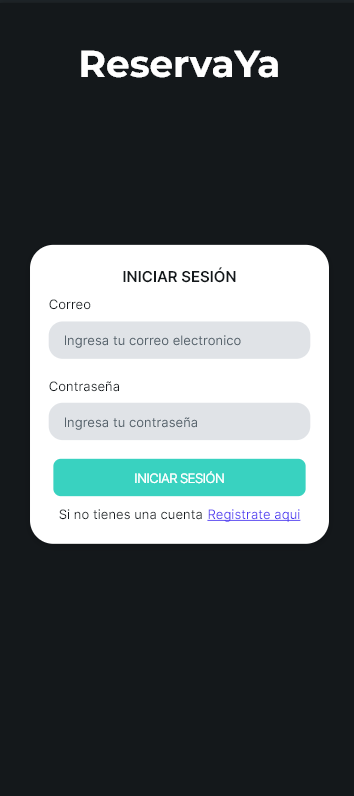 ReservaYa
INICIAR SESIÓN
Correo
Ingresa tu correo electronico
Contraseña
Ingresa tu contraseña
INICIAR SESIÓN
Si no tienes una cuenta Registrate aqui